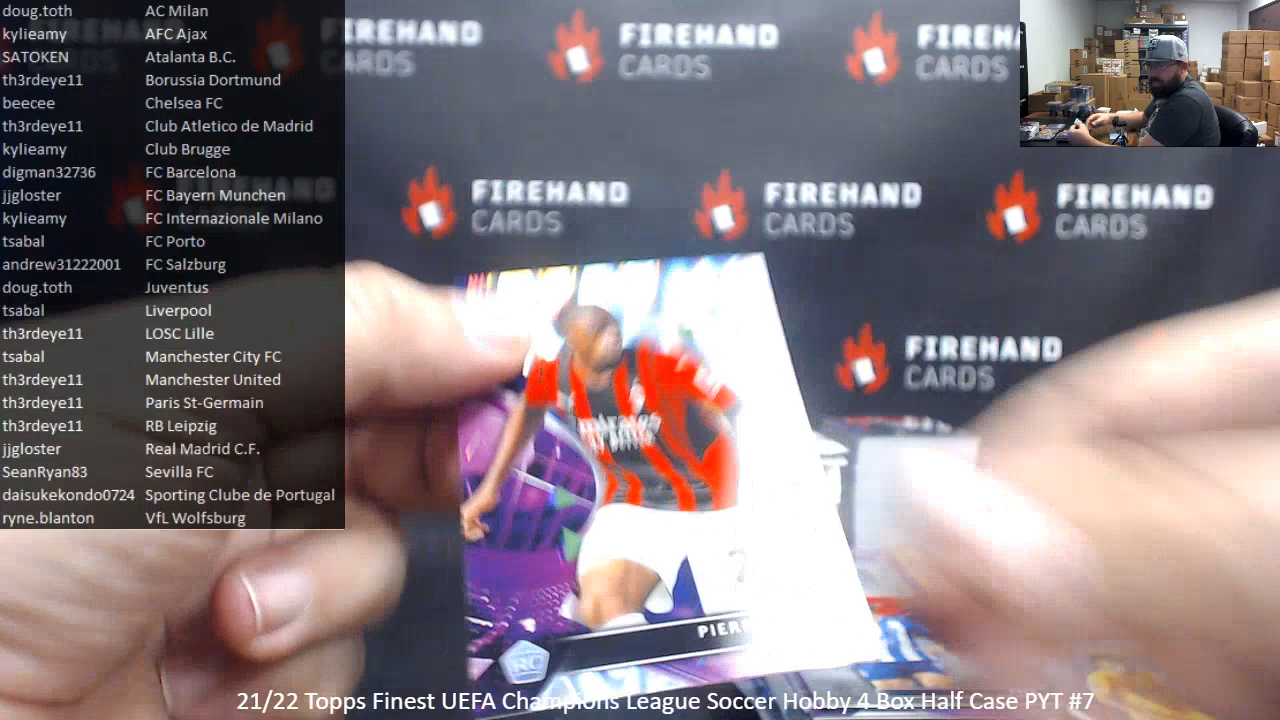 doug.toth AC Milan
kylieamy AFC Ajax
SATOKEN Atalanta B.C.
th3rdeye11 Borussia Dortmund
beecee Chelsea FC
th3rdeye11 Club Atletico de Madrid
kylieamy Club Brugge
digman32736 FC Barcelona
jjgloster FC Bayern Munchen
kylieamy FC Internazionale Milano
tsabal FC Porto
andrew31222001 FC Salzburg
doug.toth Juventus
tsabal Liverpool
th3rdeye11 LOSC Lille
tsabal Manchester City FC
th3rdeye11 Manchester United
th3rdeye11 Paris St-Germain
th3rdeye11 RB Leipzig
jjgloster Real Madrid C.F.
SeanRyan83 Sevilla FC
daisukekondo0724 Sporting Clube de Portugal
ryne.blanton VfL Wolfsburg
FIREHAND
CARDS
FIREHAND
CARDS
FIREH
CARDS
FIREHAND
CARDS
FIREHAND
CARDS
FIREHAND
CARDS
FIREHAND
CARDS
RC
21/22 Topps Finest UEFA Champions League Soccer Hobby 4 Box Half Case PYT #7